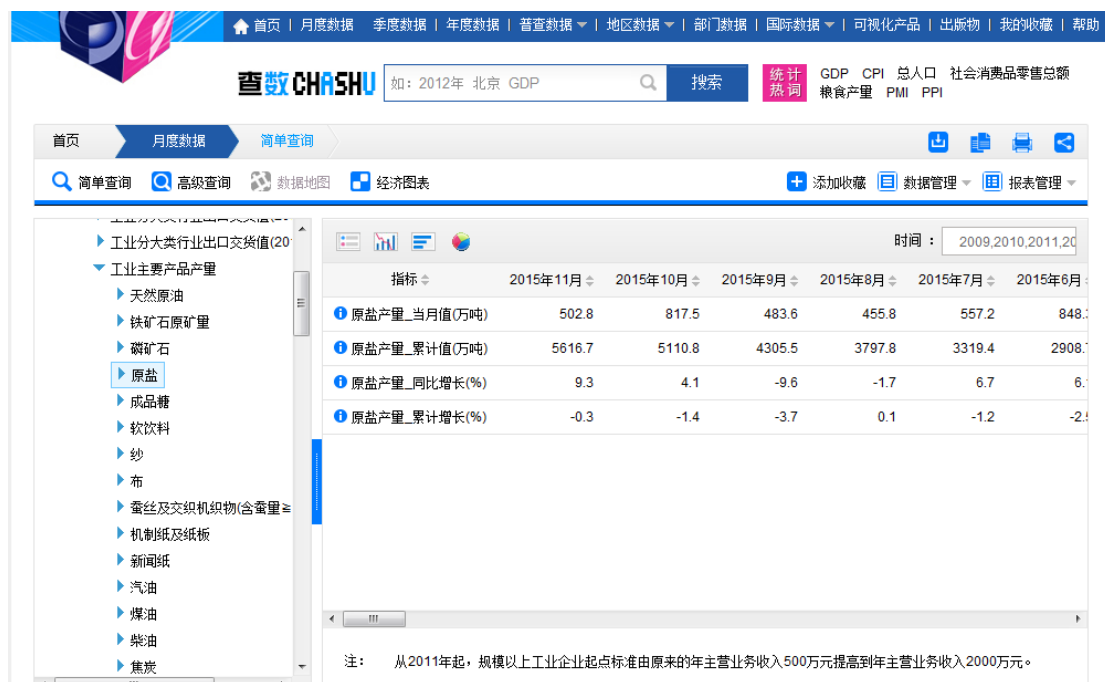 首页 | 月度数据 季度数据 | 年度数据 | 普查数据 | 地区数据 | 部门数据 | 国际数据 | 可视化产品 | 出版物 | 我的收藏 | 帮助
查数 CHASHU 如: 2012年 北京 GDP 搜索 统计热词 GDP CPI 总人口 社会消费品零售总额
粮食产量 PMI PPI
首页 月度数据 简单查询
简单查询 高级查询 数据地图 经济图表 添加收藏 数据管理 报表管理
工业分大类行业出口交货值(20
工业分大类行业出口交货值(20
工业主要产品产量
天然原油
铁矿石原矿量
磷矿石
原盐
成品糖
软饮料
纱
布
蚕丝及交织机织物(含蚕量≥
机制纸及纸板
新闻纸
汽油
煤油
柴油
焦炭
时间: 2009,2010,2011,20
指标 2015年11月 2015年10月 2015年9月 2015年8月 2015年7月 2015年6月
原盐产量_当月值(万吨) 502.8 817.5 483.6 455.8 557.2 848.
原盐产量_累计值(万吨) 5616.7 5110.8 4305.5 3797.8 3319.4 2908.
原盐产量_同比增长(%) 9.3 4.1 -9.6 -1.7 6.7 6.
原盐产量_累计增长(%) -0.3 -1.4 -3.7 0.1 -1.2 -2.
注: 从2011年起，规模以上工业企业起点标准由原来的年主营业务收入500万元提高到年主营业务收入2000万元。